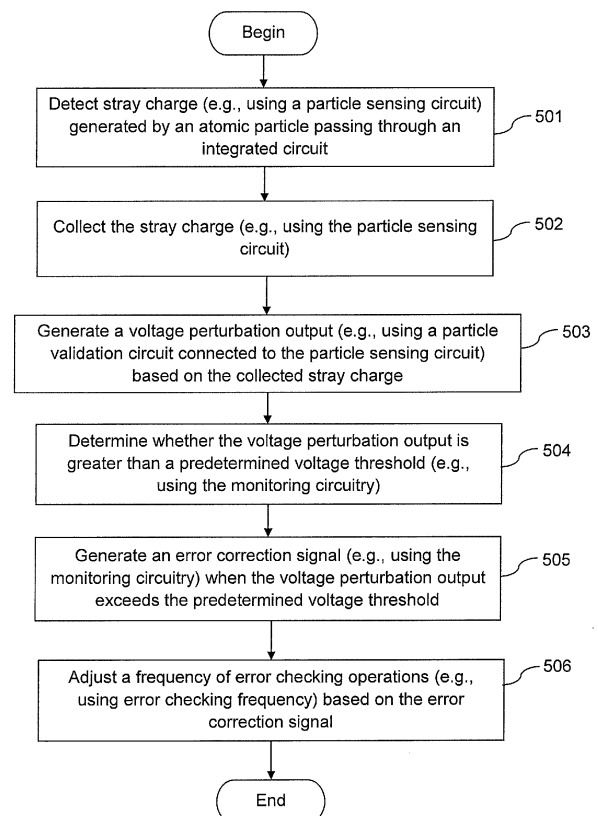 Begin
Detect stray charge (e.g., using a particle sensing circuit)
generated by an atomic particle passing through an
integrated circuit
501
Collect the stray charge (e.g., using the particle sensing
circuit)
502
Generate a voltage perturbation output (e.g., using a particle
validation circuit connected to the particle sensing circuit)
based on the collected stray charge
503
Determine whether the voltage perturbation output is
greater than a predetermined voltage threshold (e.g.,
using the monitoring circuitry)
504
Generate an error correction signal (e.g., using the
monitoring circuitry) when the voltage perturbation output
exceeds the predetermined voltage threshold
505
Adjust a frequency of error checking operations (e.g.,
using error checking frequency) based on the error
correction signal
506
End